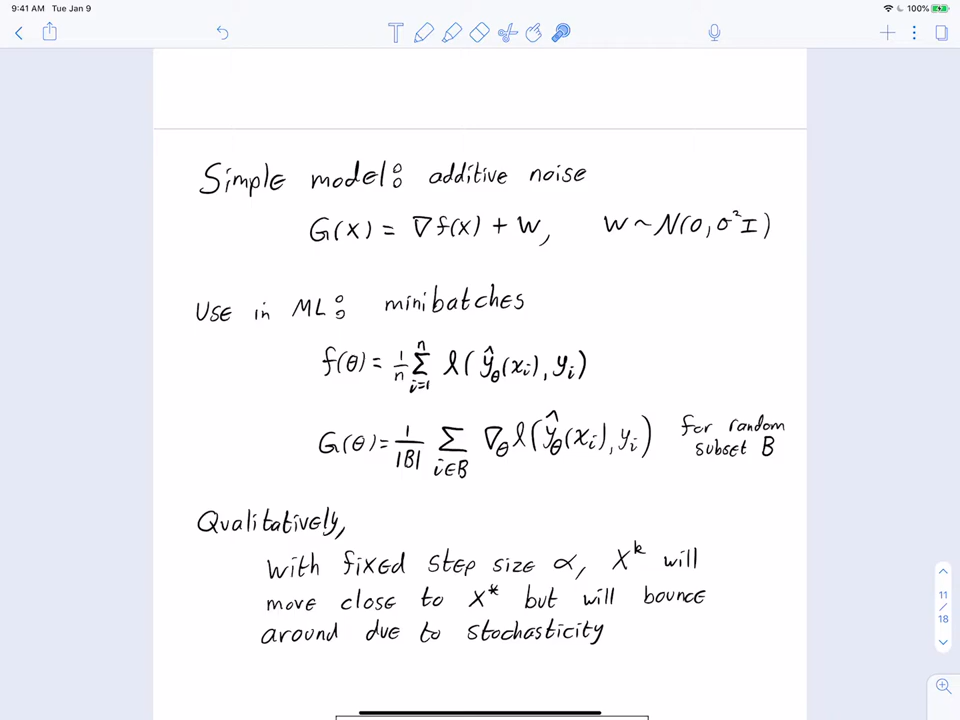 9:41 AM Tue Jan 9
100%
T
Simple model: additive noise
G(x) = ∇f(x) + w, w ~ N(0, σ²I)
Use in ML: minibatches
f(θ) = 1/n Σ_{i=1}^{n} ℓ(ŷ_θ(x_i), y_i)
G(θ) = 1/|B| Σ_{i∈B} ∇_θ ℓ(ŷ_θ(x_i), y_i) for random
subset B
Qualitatively,
with fixed step size α, x^k will
move close to x* but will bounce
around due to stochasticity
11
/
18